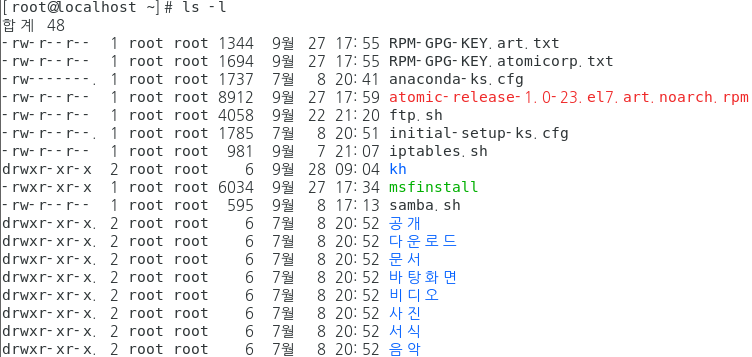 [root@localhost ~]# ls -l
합계 48
-rw-r--r--  1 root root 1344  9월 27 17:55 RPM-GPG-KEY.art.txt
-rw-r--r--  1 root root 1694  9월 27 17:55 RPM-GPG-KEY.atomicorp.txt
-rw-------. 1 root root 1737  7월  8 20:41 anaconda-ks.cfg
-rw-r--r--  1 root root 8912  9월 27 17:59 atomic-release-1.0-23.el7.art.noarch.rpm
-rw-r--r--  1 root root 4058  9월 22 21:20 ftp.sh
-rw-r--r--. 1 root root 1785  7월  8 20:51 initial-setup-ks.cfg
-rw-r--r--  1 root root  981  9월  7 21:07 iptables.sh
drwxr-xr-x  2 root root    6  9월 28 09:04 kh
-rwxr-xr-x  1 root root 6034  9월 27 17:34 msfinstall
-rw-r--r--  1 root root  595  9월  8 17:13 samba.sh
drwxr-xr-x. 2 root root    6  7월  8 20:52 공개
drwxr-xr-x. 2 root root    6  7월  8 20:52 다운로드
drwxr-xr-x. 2 root root    6  7월  8 20:52 문서
drwxr-xr-x. 2 root root    6  7월  8 20:52 바탕화면
drwxr-xr-x. 2 root root    6  7월  8 20:52 비디오
drwxr-xr-x. 2 root root    6  7월  8 20:52 사진
drwxr-xr-x. 2 root root    6  7월  8 20:52 서식
drwxr-xr-x. 2 root root    6  7월  8 20:52 음악